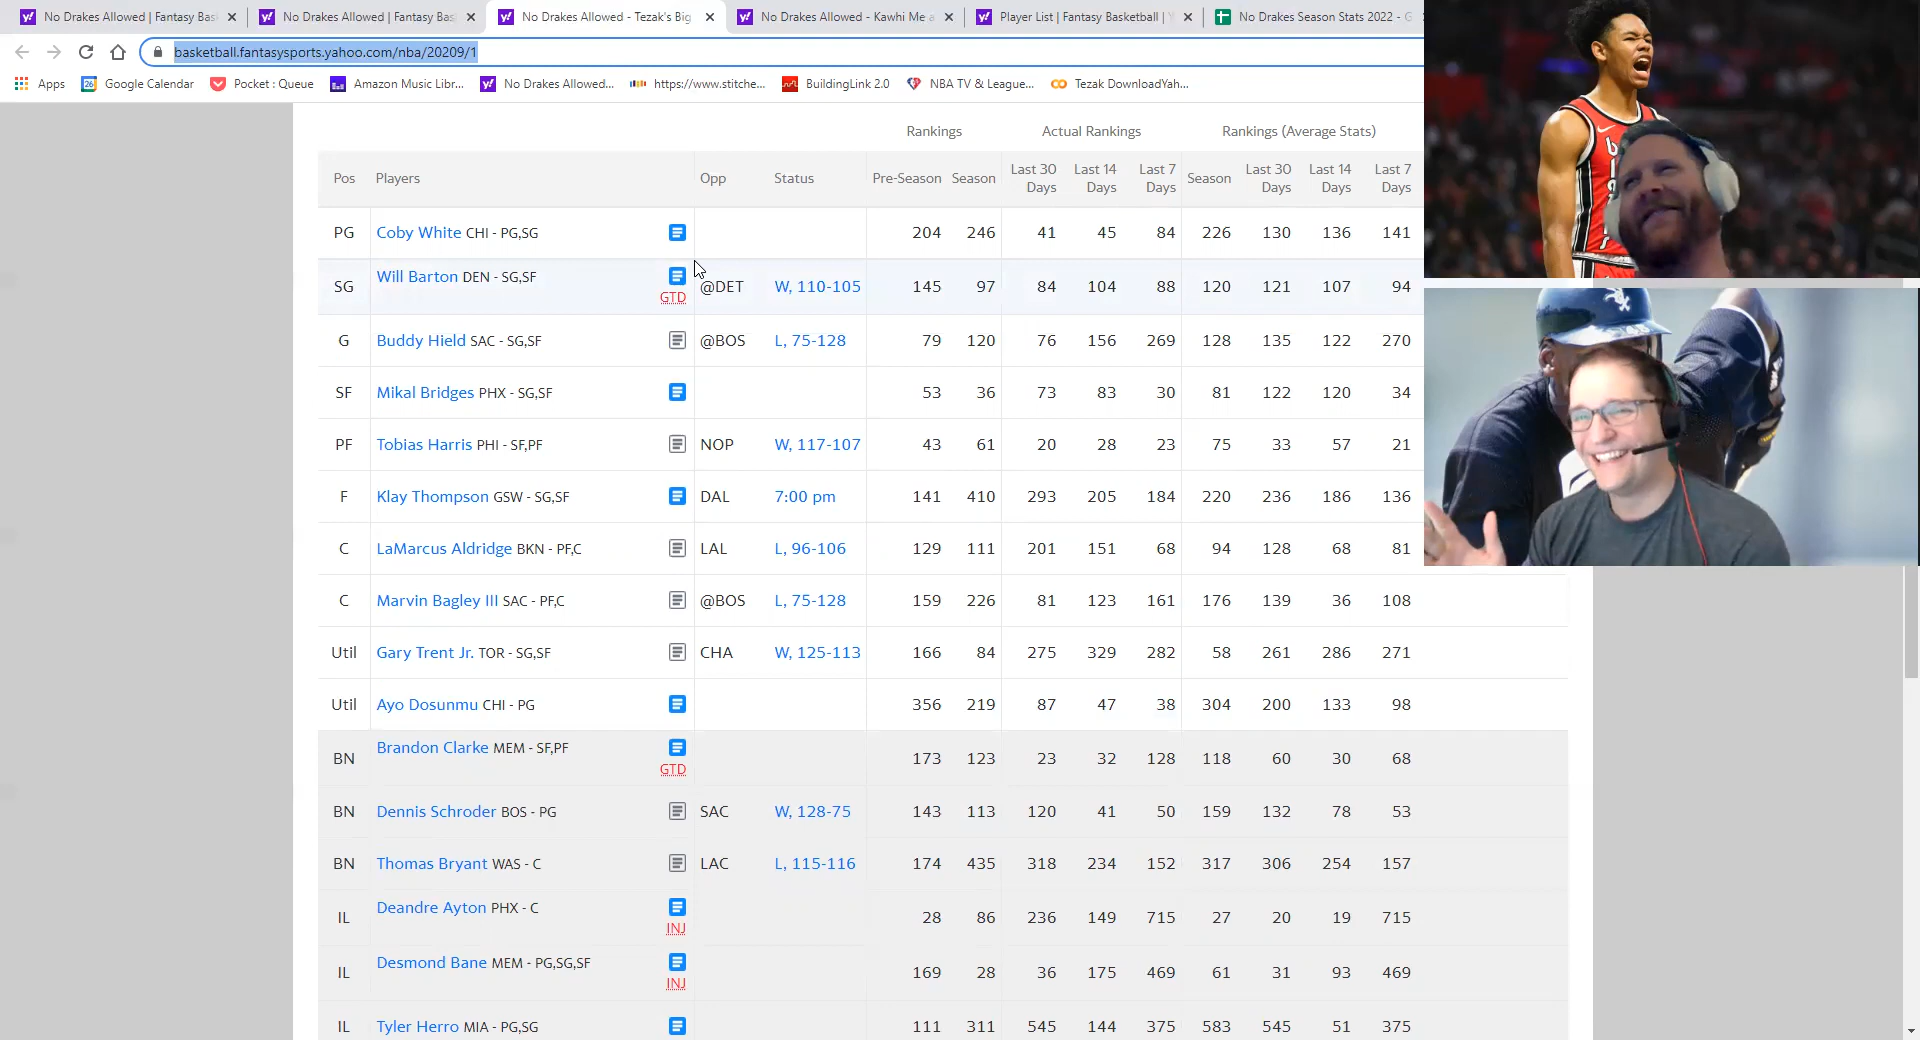 No Drakes Allowed | Fantasy Bas
No Drakes Allowed | Fantasy Bas
No Drakes Allowed - Tezak's Big
No Drakes Allowed - Kawhi Me a
Player List | Fantasy Basketball |
No Drakes Season Stats 2022 - G
basketball.fantasysports.yahoo.com/nba/20209/1
Apps
Google Calendar
Pocket : Queue
Amazon Music Libr...
No Drakes Allowed...
https://www.stitche...
BuildingLink 2.0
NBA TV & League...
Tezak DownloadYah...
Rankings Actual Rankings Rankings (Average Stats)
Pos Players Opp Status Pre-Season Season Last 30 Days Last 14 Days Last 7 Days Season Last 30 Days Last 14 Days Last 7 Days
PG Coby White CHI - PG,SG 204 246 41 45 84 226 130 136 141
SG Will Barton DEN - SG,SF GTD @DET W, 110-105 145 97 84 104 88 120 121 107 94
G Buddy Hield SAC - SG,SF @BOS L, 75-128 79 120 76 156 269 128 135 122 270
SF Mikal Bridges PHX - SG,SF 53 36 73 83 30 81 122 120 34
PF Tobias Harris PHI - SF,PF NOP W, 117-107 43 61 20 28 23 75 33 57 21
F Klay Thompson GSW - SG,SF DAL 7:00 pm 141 410 293 205 184 220 236 186 136
C LaMarcus Aldridge BKN - PF,C LAL L, 96-106 129 111 201 151 68 94 128 68 81
C Marvin Bagley III SAC - PF,C @BOS L, 75-128 159 226 81 123 161 176 139 36 108
Util Gary Trent Jr. TOR - SG,SF CHA W, 125-113 166 84 275 329 282 58 261 286 271
Util Ayo Dosunmu CHI - PG 356 219 87 47 38 304 200 133 98
BN Brandon Clarke MEM - SF,PF GTD 173 123 23 32 128 118 60 30 68
BN Dennis Schroder BOS - PG SAC W, 128-75 143 113 120 41 50 159 132 78 53
BN Thomas Bryant WAS - C LAC L, 115-116 174 435 318 234 152 317 306 254 157
IL Deandre Ayton PHX - C INJ 28 86 236 149 715 27 20 19 715
IL Desmond Bane MEM - PG,SG,SF INJ 169 28 36 175 469 61 31 93 469
IL Tyler Herro MIA - PG,SG 111 311 545 144 375 583 545 51 375